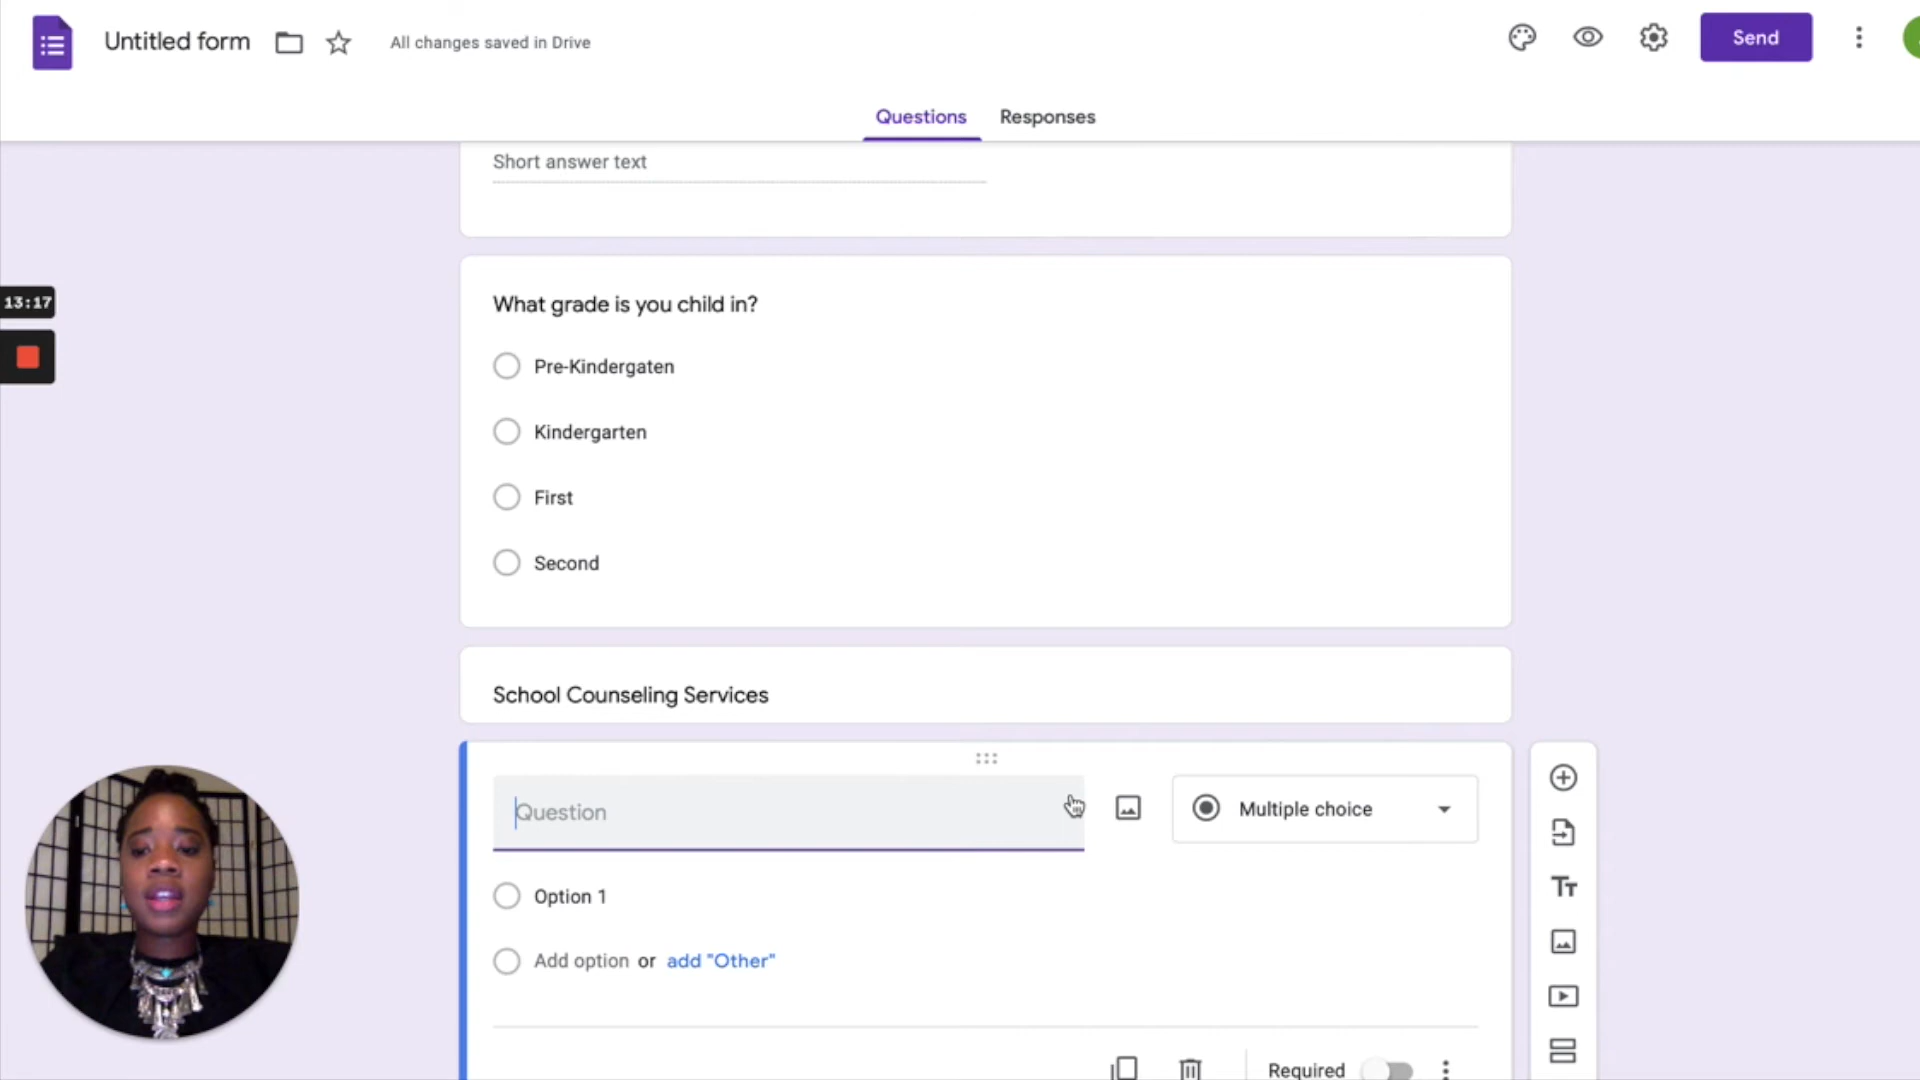 Untitled form
All changes saved in Drive
Send
Questions
Responses
Short answer text
13:17
What grade is you child in?
Pre-Kindergaten
Kindergarten
First
Second
School Counseling Services
Question
Multiple choice
Option 1
Add option or add "Other"
Tт
Required